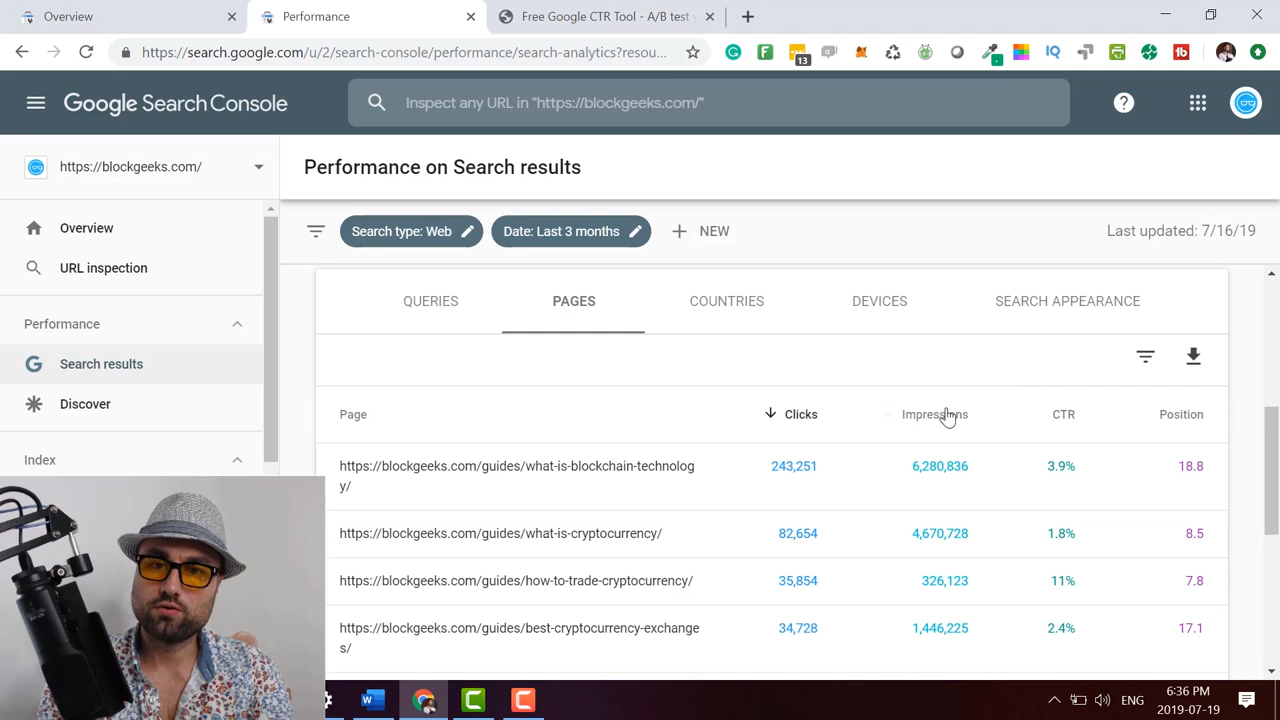 Overview
Performance
Free Google CTR Tool - A/B test y
https://search.google.com/u/2/search-console/performance/search-analytics?resou...
13
IQ
Google Search Console
Inspect any URL in "https://blockgeeks.com/"
https://blockgeeks.com/
Performance on Search results
Overview
URL inspection
Performance
Search results
Discover
Index
Search type: Web
Date: Last 3 months
NEW
Last updated: 7/16/19
QUERIES
PAGES
COUNTRIES
DEVICES
SEARCH APPEARANCE
Page Clicks Impressions CTR Position
https://blockgeeks.com/guides/what-is-blockchain-technolog 243,251 6,280,836 3.9% 18.8
y/
https://blockgeeks.com/guides/what-is-cryptocurrency/ 82,654 4,670,728 1.8% 8.5
https://blockgeeks.com/guides/how-to-trade-cryptocurrency/ 35,854 326,123 11% 7.8
https://blockgeeks.com/guides/best-cryptocurrency-exchange 34,728 1,446,225 2.4% 17.1
s/
ENG
6:36 PM
2019-07-19